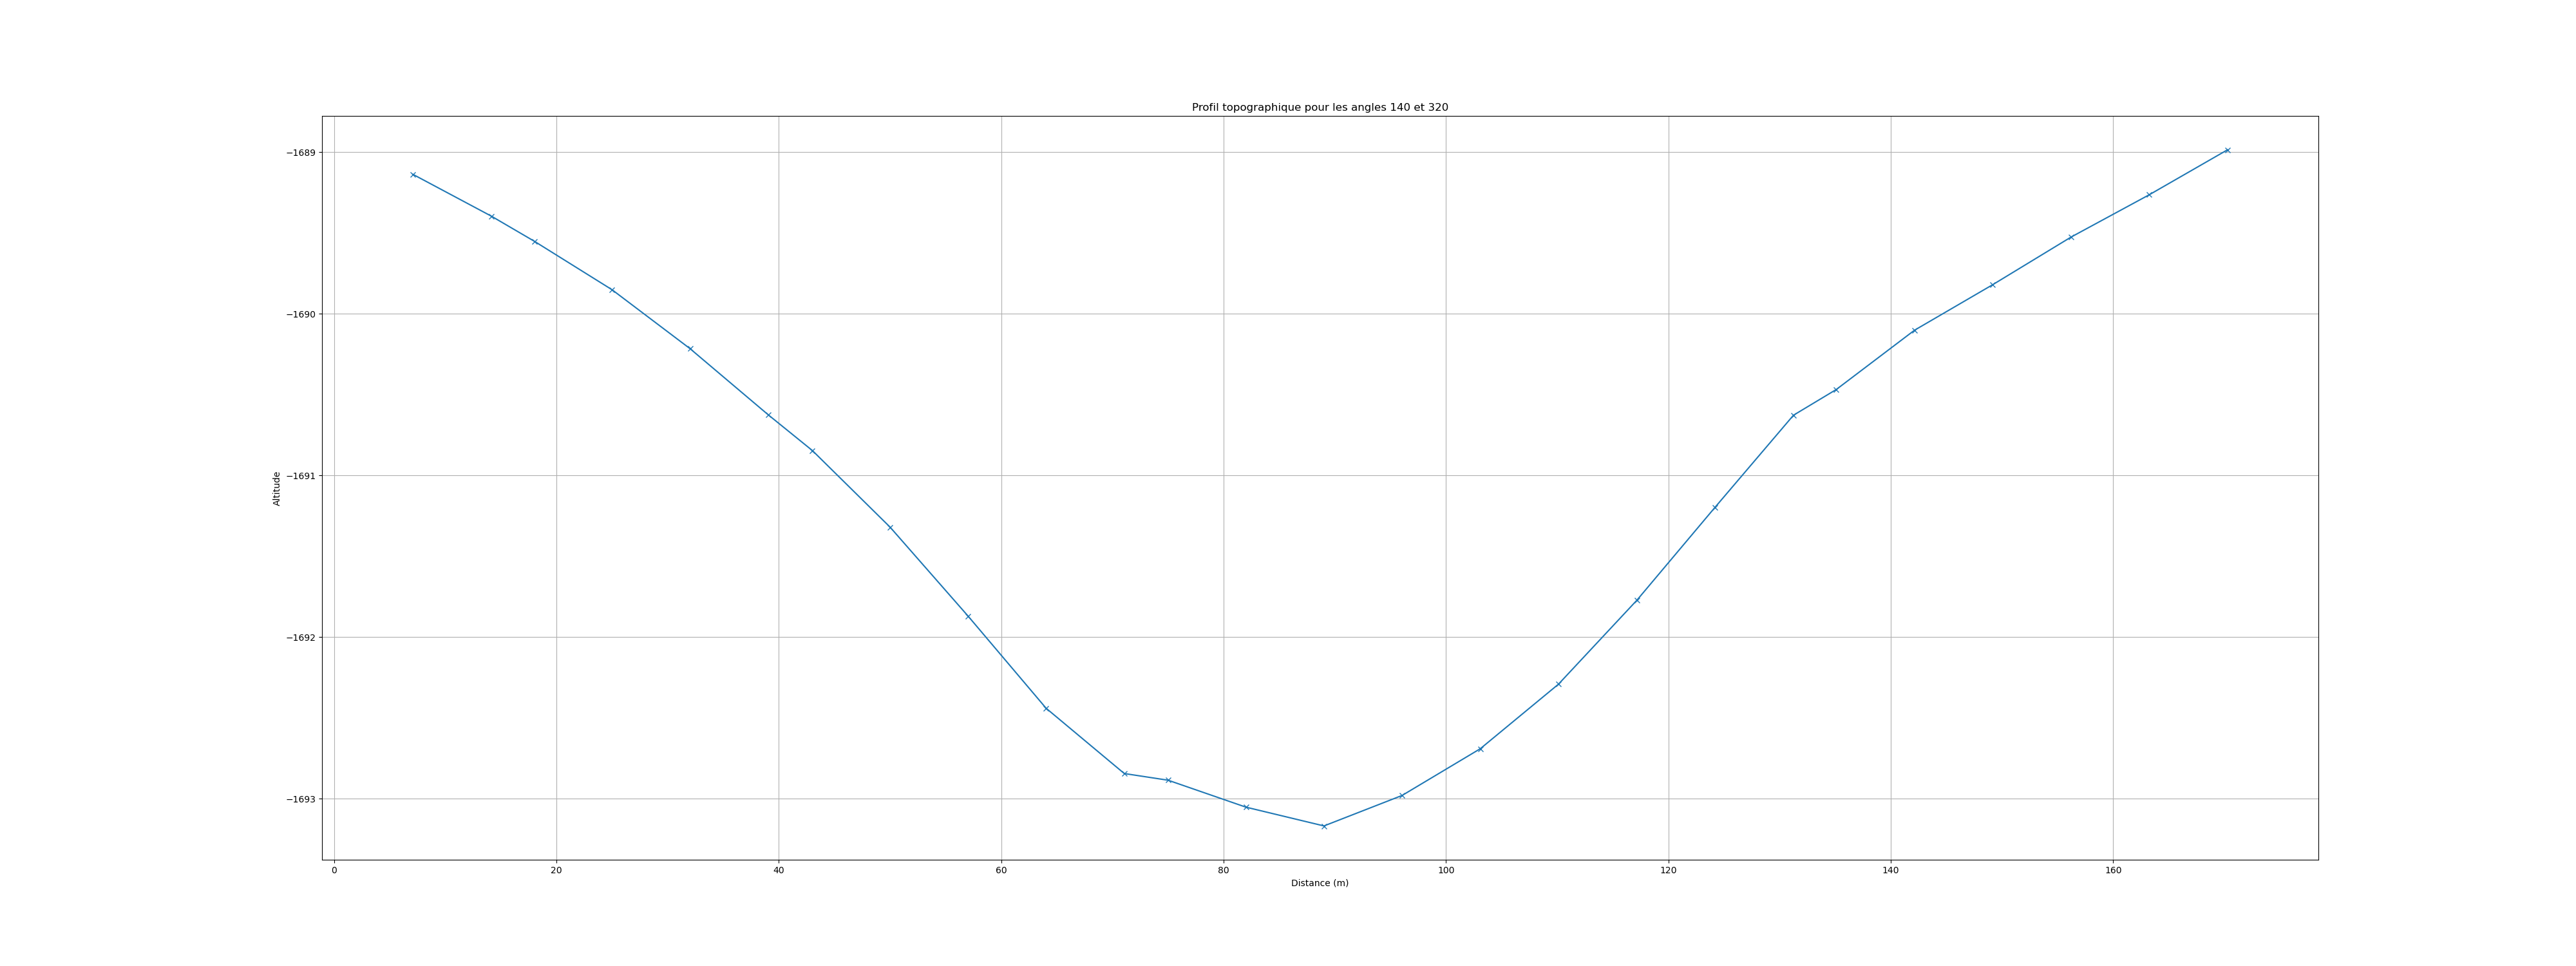 Profil topographique pour les angles 140 et 320
Altitude
−1689
−1690
−1691
−1692
−1693
0 20 40 60 80 100 120 140 160
Distance (m)